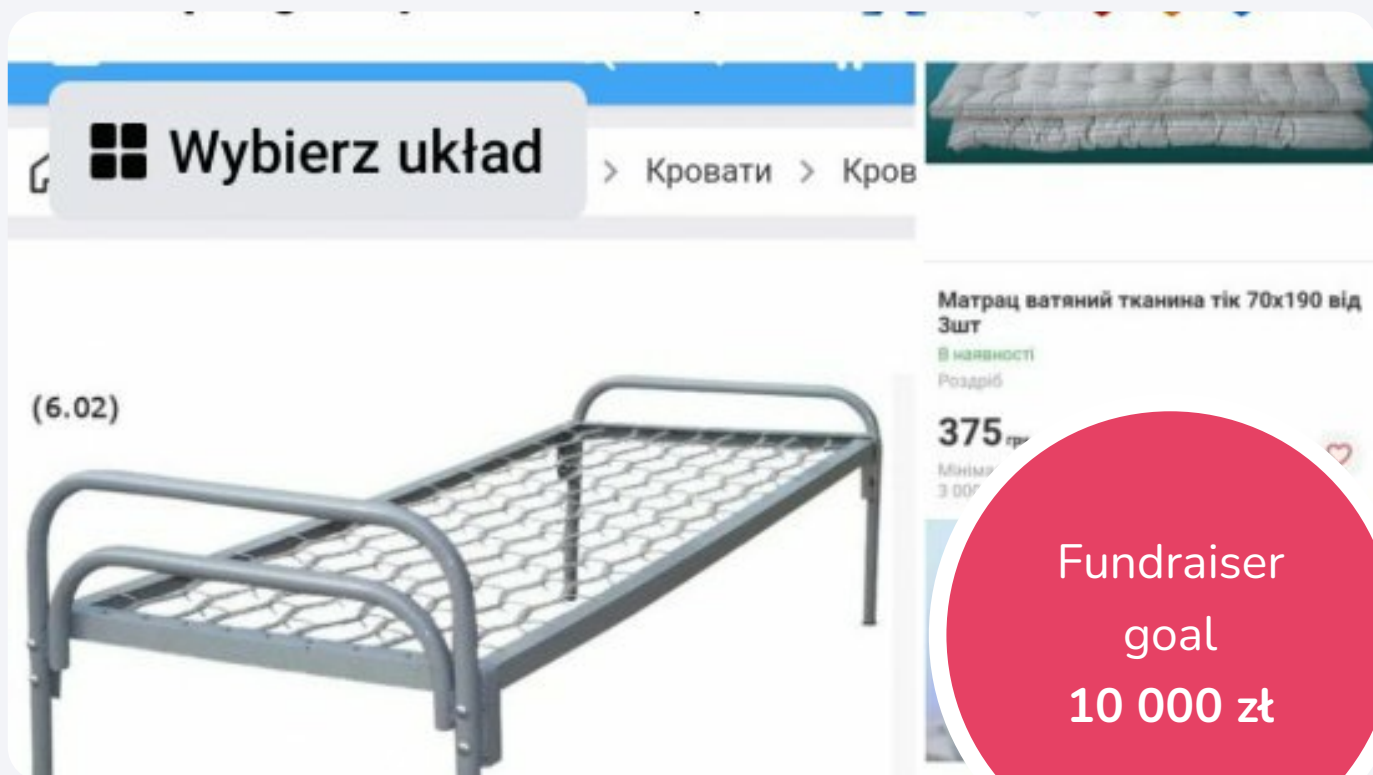 Wybierz układ
> Кровати > Кров
(6.02)
Матрац ватяний тканина тік 70х190 від
3шт
В наявності
Роздріб
375 грн
Fundraiser
goal
10 000 zł